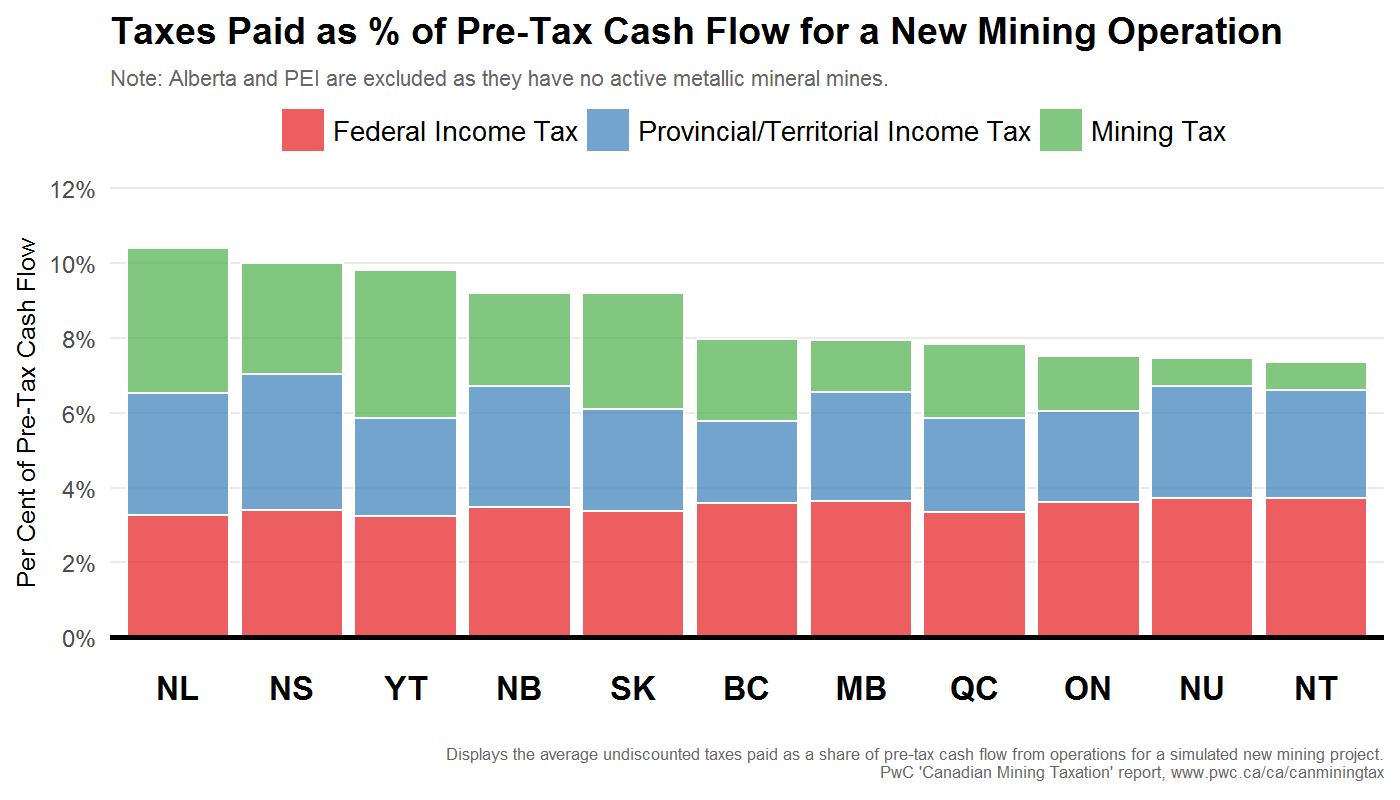 Taxes Paid as % of Pre-Tax Cash Flow for a New Mining Operation
Note: Alberta and PEI are excluded as they have no active metallic mineral mines.
Federal Income Tax Provincial/Territorial Income Tax Mining Tax
Per Cent of Pre-Tax Cash Flow
12%
10%
8%
6%
4%
2%
0%
NL NS YT NB SK BC MB QC ON NU NT
Displays the average undiscounted taxes paid as a share of pre-tax cash flow from operations for a simulated new mining project.
PwC 'Canadian Mining Taxation' report, www.pwc.ca/ca/canminingtax